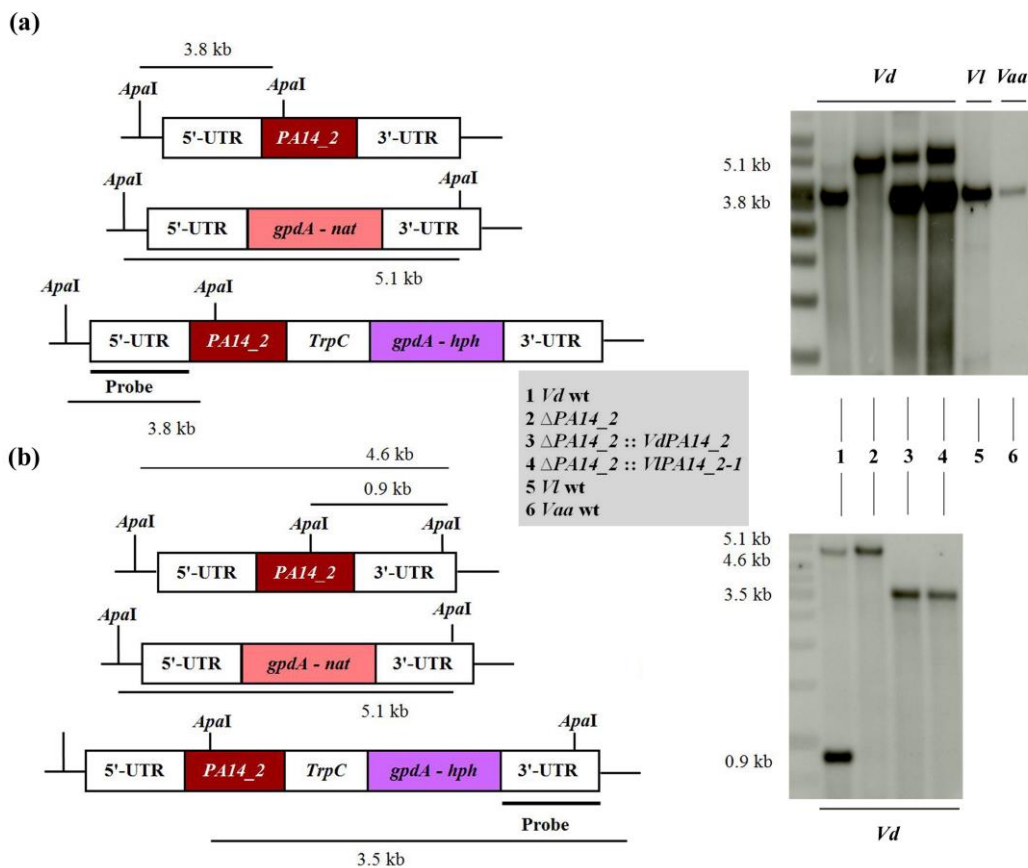 (a)
3.8 kb
ApaI
ApaI
5'-UTR PA14_2 3'-UTR
ApaI
ApaI
5'-UTR gpdA - nat 3'-UTR
5.1 kb
ApaI
ApaI
5'-UTR PA14_2 TrpC gpdA - hph 3'-UTR
Probe
3.8 kb
Vd Vl Vaa
5.1 kb
3.8 kb
1 Vd wt
2 ΔPA14_2
3 ΔPA14_2 :: VdPA14_2
4 ΔPA14_2 :: VlPA14_2-1
5 Vl wt
6 Vaa wt
1 2 3 4 5 6
(b)
4.6 kb
0.9 kb
ApaI
ApaI
ApaI
5'-UTR PA14_2 3'-UTR
ApaI
ApaI
5'-UTR gpdA - nat 3'-UTR
5.1 kb
ApaI
ApaI
5'-UTR PA14_2 TrpC gpdA - hph 3'-UTR
Probe
3.5 kb
5.1 kb
4.6 kb
3.5 kb
0.9 kb
Vd